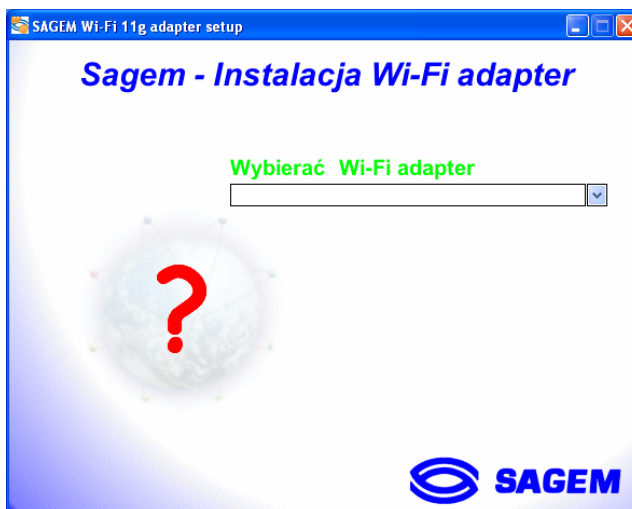 SAGEM Wi-Fi 11g adapter setup
Sagem - Instalacja Wi-Fi adapter
Wybierać Wi-Fi adapter
?
SAGEM